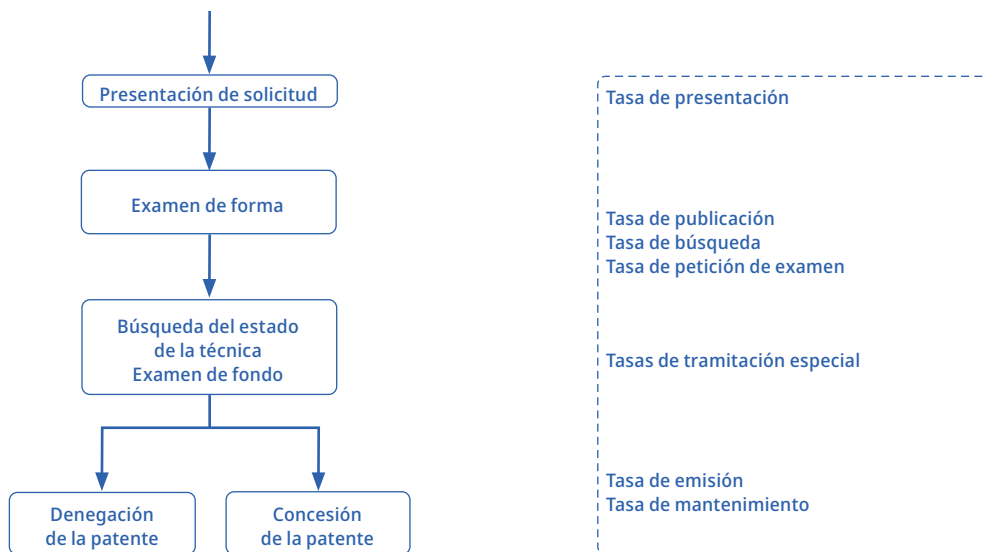 Presentación de solicitud
Examen de forma
Búsqueda del estado
de la técnica
Examen de fondo
Denegación
de la patente
Concesión
de la patente
Tasa de presentación
Tasa de publicación
Tasa de búsqueda
Tasa de petición de examen
Tasas de tramitación especial
Tasa de emisión
Tasa de mantenimiento